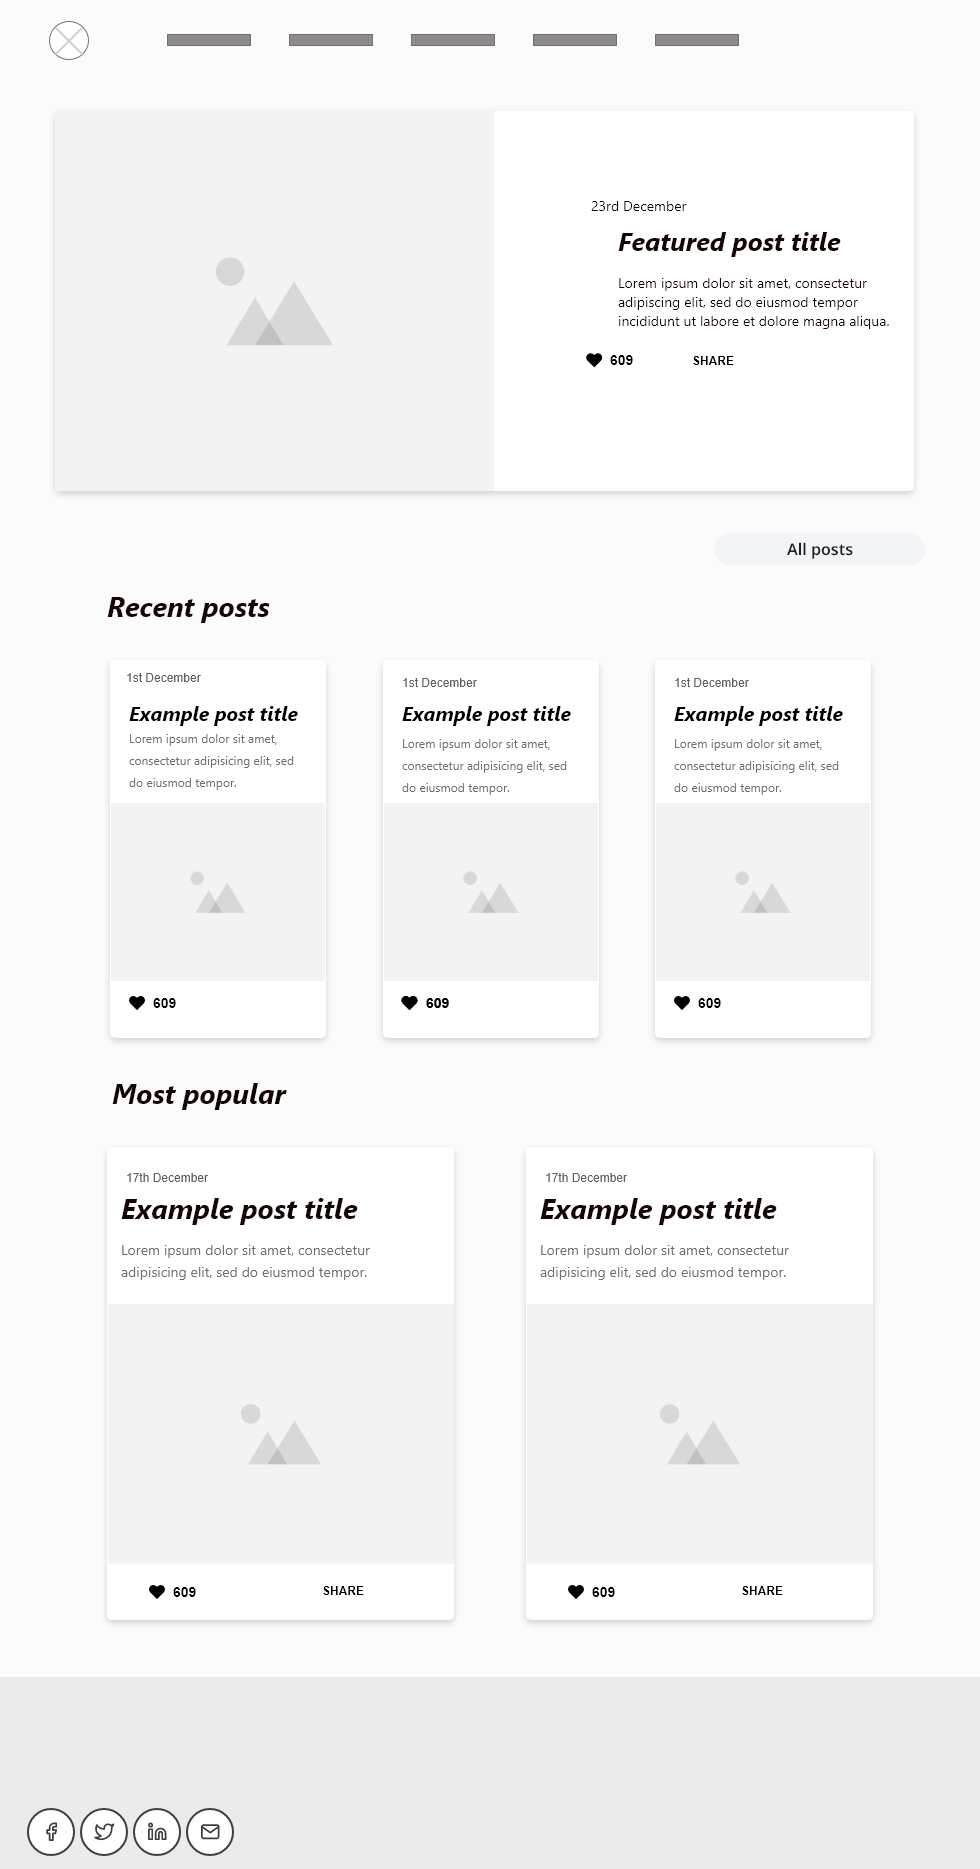 23rd December
Featured post title
Lorem ipsum dolor sit amet, consectetur
adipiscing elit, sed do eiusmod tempor
incididunt ut labore et dolore magna aliqua.
609 SHARE
All posts
Recent posts
1st December
Example post title
Lorem ipsum dolor sit amet,
consectetur adipisicing elit, sed
do eiusmod tempor.
609
1st December
Example post title
Lorem ipsum dolor sit amet,
consectetur adipisicing elit, sed
do eiusmod tempor.
609
1st December
Example post title
Lorem ipsum dolor sit amet,
consectetur adipisicing elit, sed
do eiusmod tempor.
609
Most popular
17th December
Example post title
Lorem ipsum dolor sit amet, consectetur
adipisicing elit, sed do eiusmod tempor.
609 SHARE
17th December
Example post title
Lorem ipsum dolor sit amet, consectetur
adipisicing elit, sed do eiusmod tempor.
609 SHARE